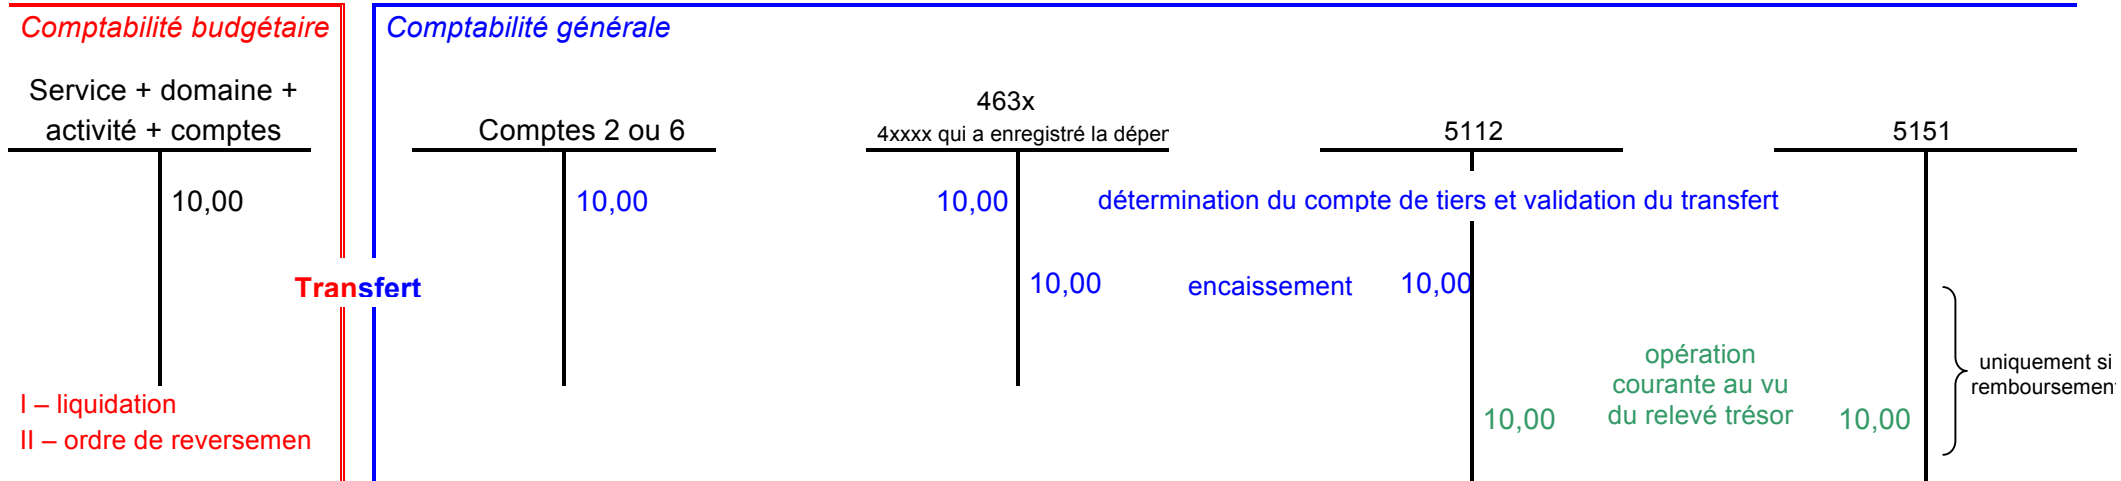 Comptabilité budgétaire
Comptabilité générale
Service + domaine +
activité + comptes
Comptes 2 ou 6
463x
4xxxx qui a enregistré la déper
5112
5151
10,00
10,00
10,00
détermination du compte de tiers et validation du transfert
Transfert
10,00
encaissement
10,00
opération
courante au vu
du relevé trésor
10,00
10,00
uniquement si
remboursement
I – liquidation
II – ordre de reversemen